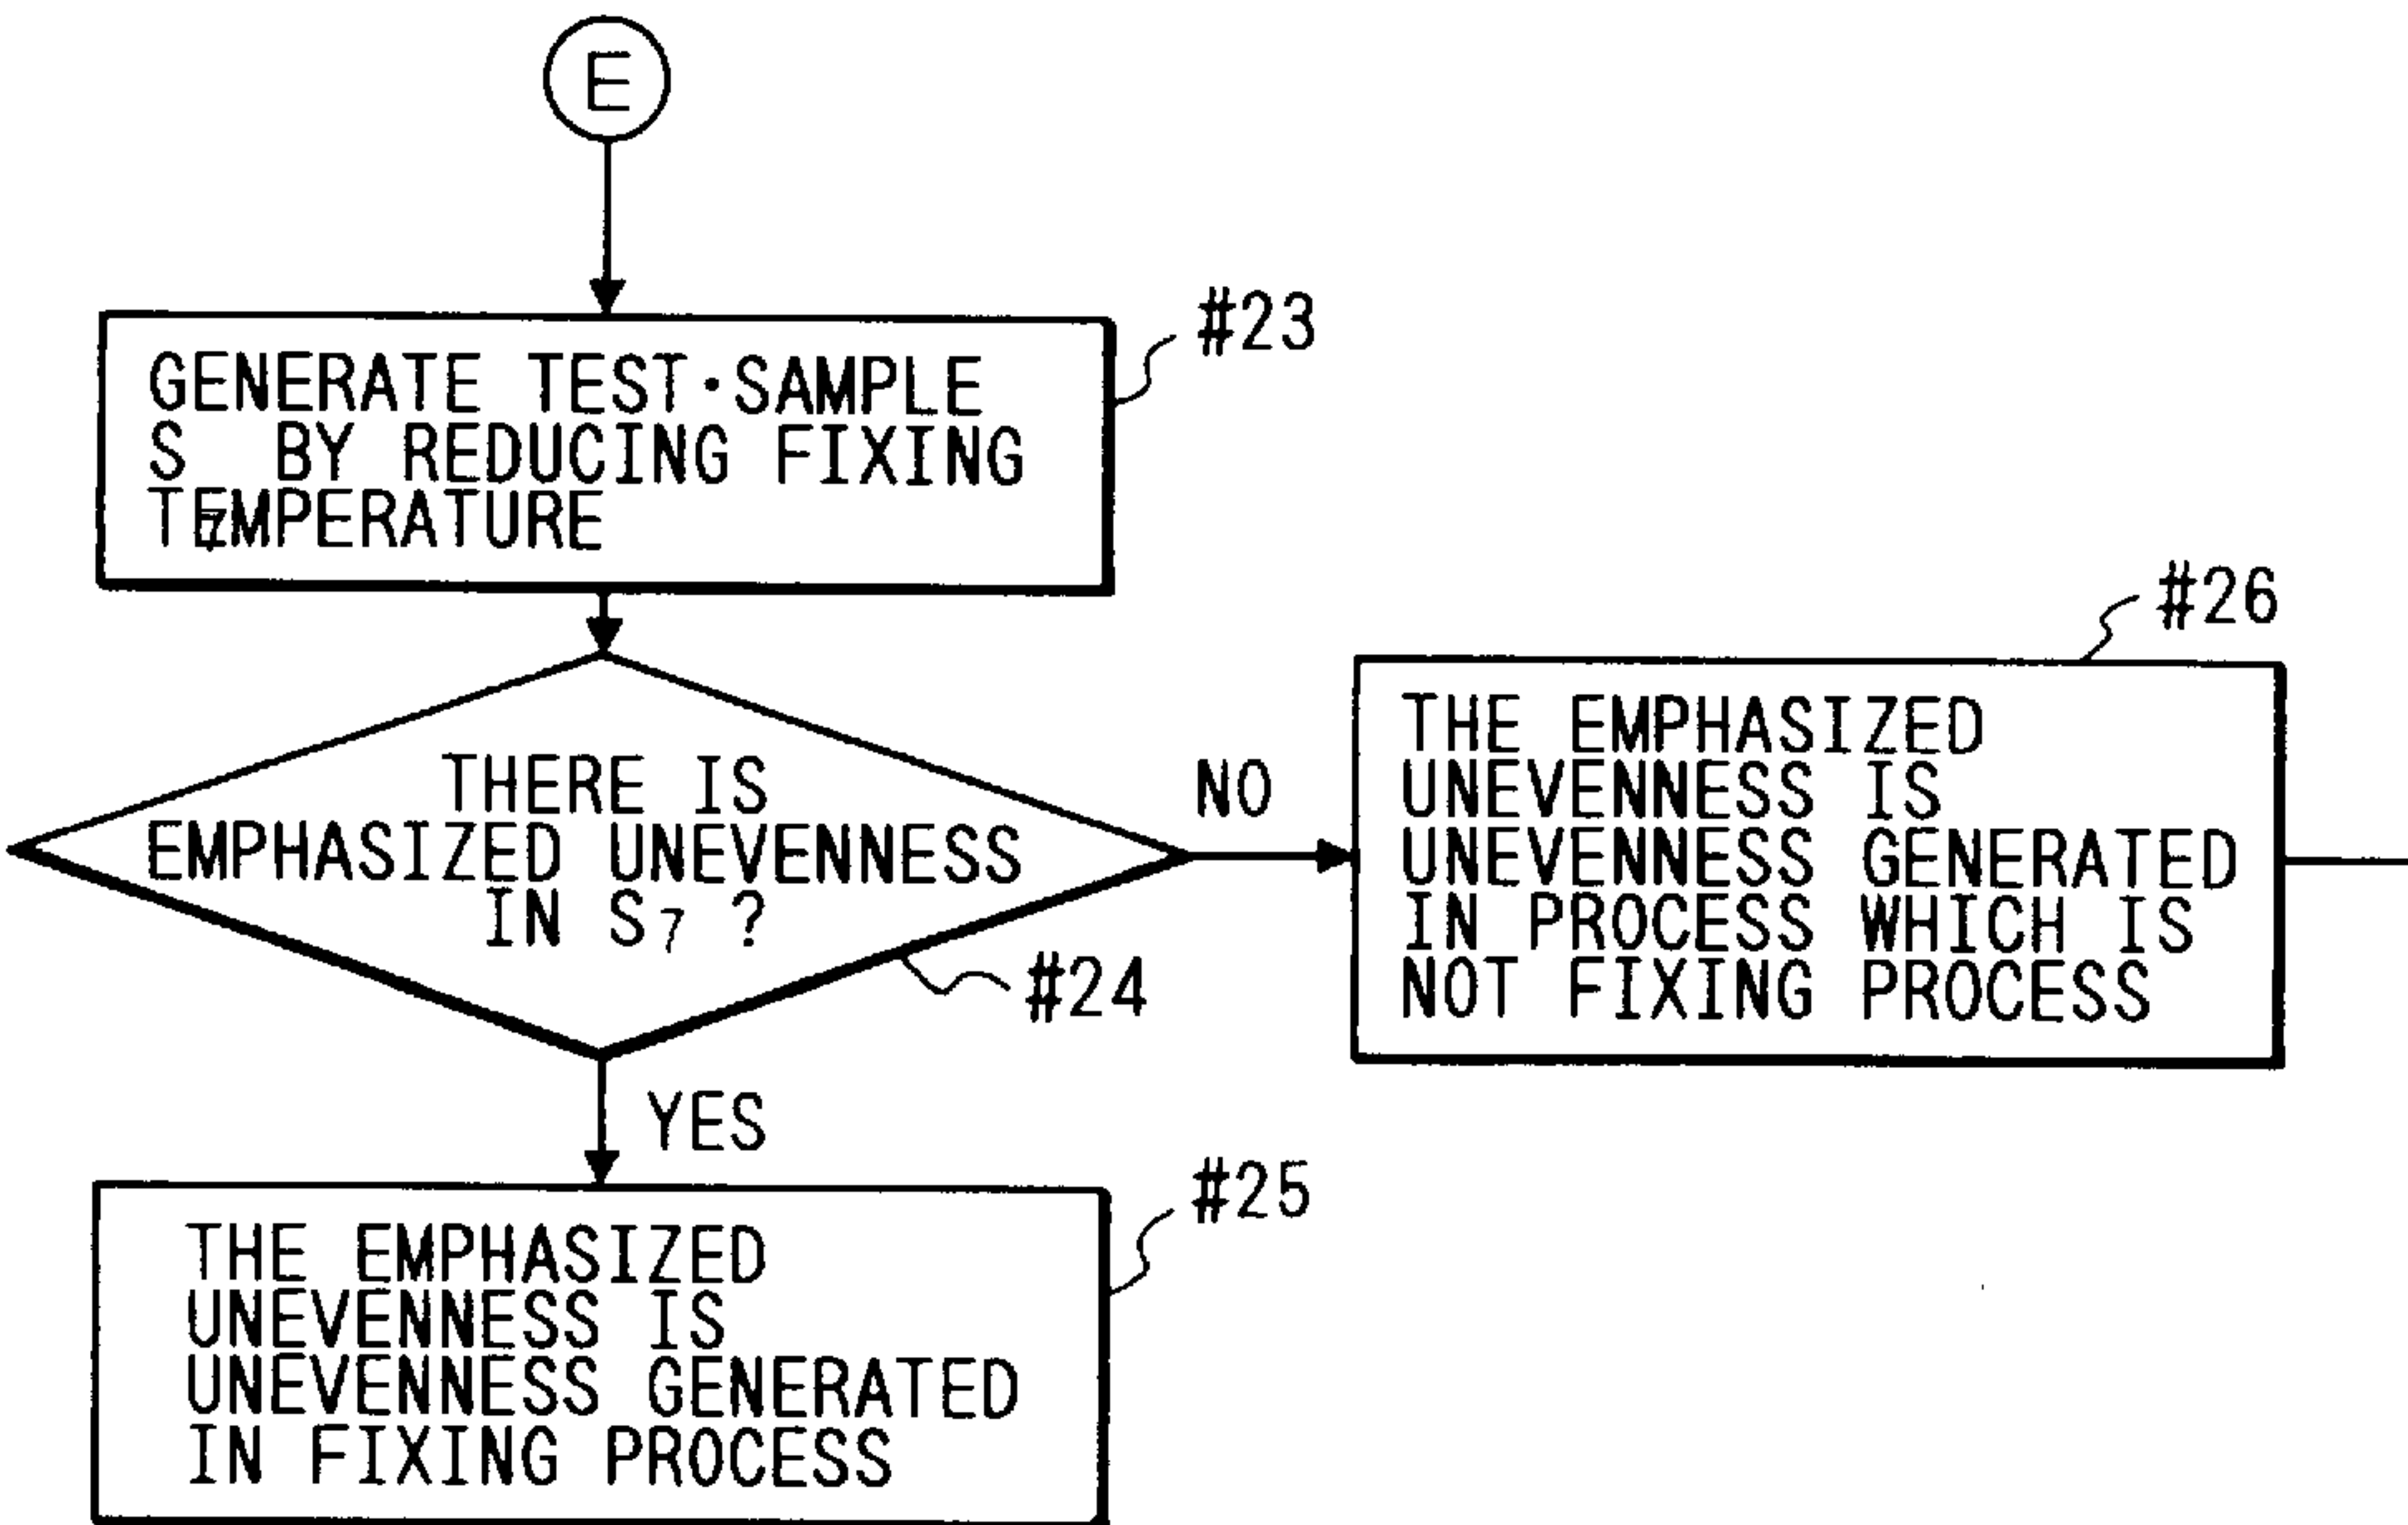 E
#23
GENERATE TEST·SAMPLE
S₇ BY REDUCING FIXING
TEMPERATURE
THERE IS
EMPHASIZED UNEVENNESS
IN S₇ ?
#24
NO
#26
THE EMPHASIZED
UNEVENNESS IS
UNEVENNESS GENERATED
IN PROCESS WHICH IS
NOT FIXING PROCESS
YES
#25
THE EMPHASIZED
UNEVENNESS IS
UNEVENNESS GENERATED
IN FIXING PROCESS